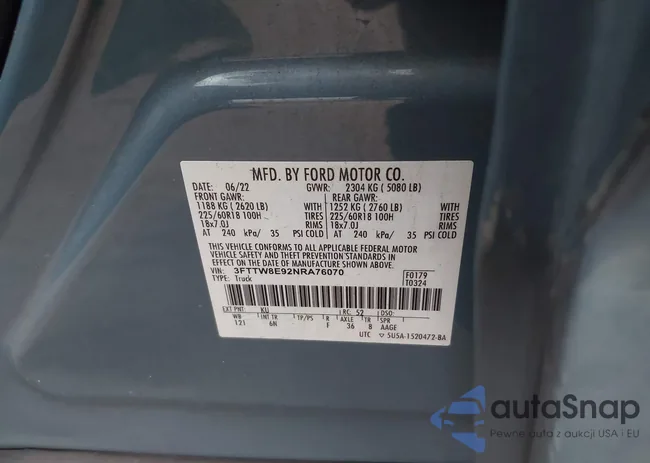 MFD. BY FORD MOTOR CO.
DATE: 06/22 GVWR: 2304 KG ( 5080 LB)
FRONT GAWR: REAR GAWR:
1188 KG ( 2620 LB) WITH 1252 KG ( 2760 LB) WITH
225/60R18 100H TIRES 225/60R18 100H TIRES
18x7.0J RIMS 18x7.0J RIMS
AT 240 kPa/ 35 PSI COLD AT 240 kPa/ 35 PSI COLD
THIS VEHICLE CONFORMS TO ALL APPLICABLE FEDERAL MOTOR
VEHICLE SAFETY AND THEFT PREVENTION STANDARDS IN
EFFECT ON THE DATE OF MANUFACTURE SHOWN ABOVE.
VIN: 3FTTW8E92NRA76070 F0179
TYPE: Truck T0324
EXT PNT: KU RC: 52 DSO:
WB INT TR TP/PS R AXLE TR SPR
121 6N F 36 8 AAGE
UTC 5U5A-1520472-BA
autoSnap
Pewne auta z aukcji USA i EU